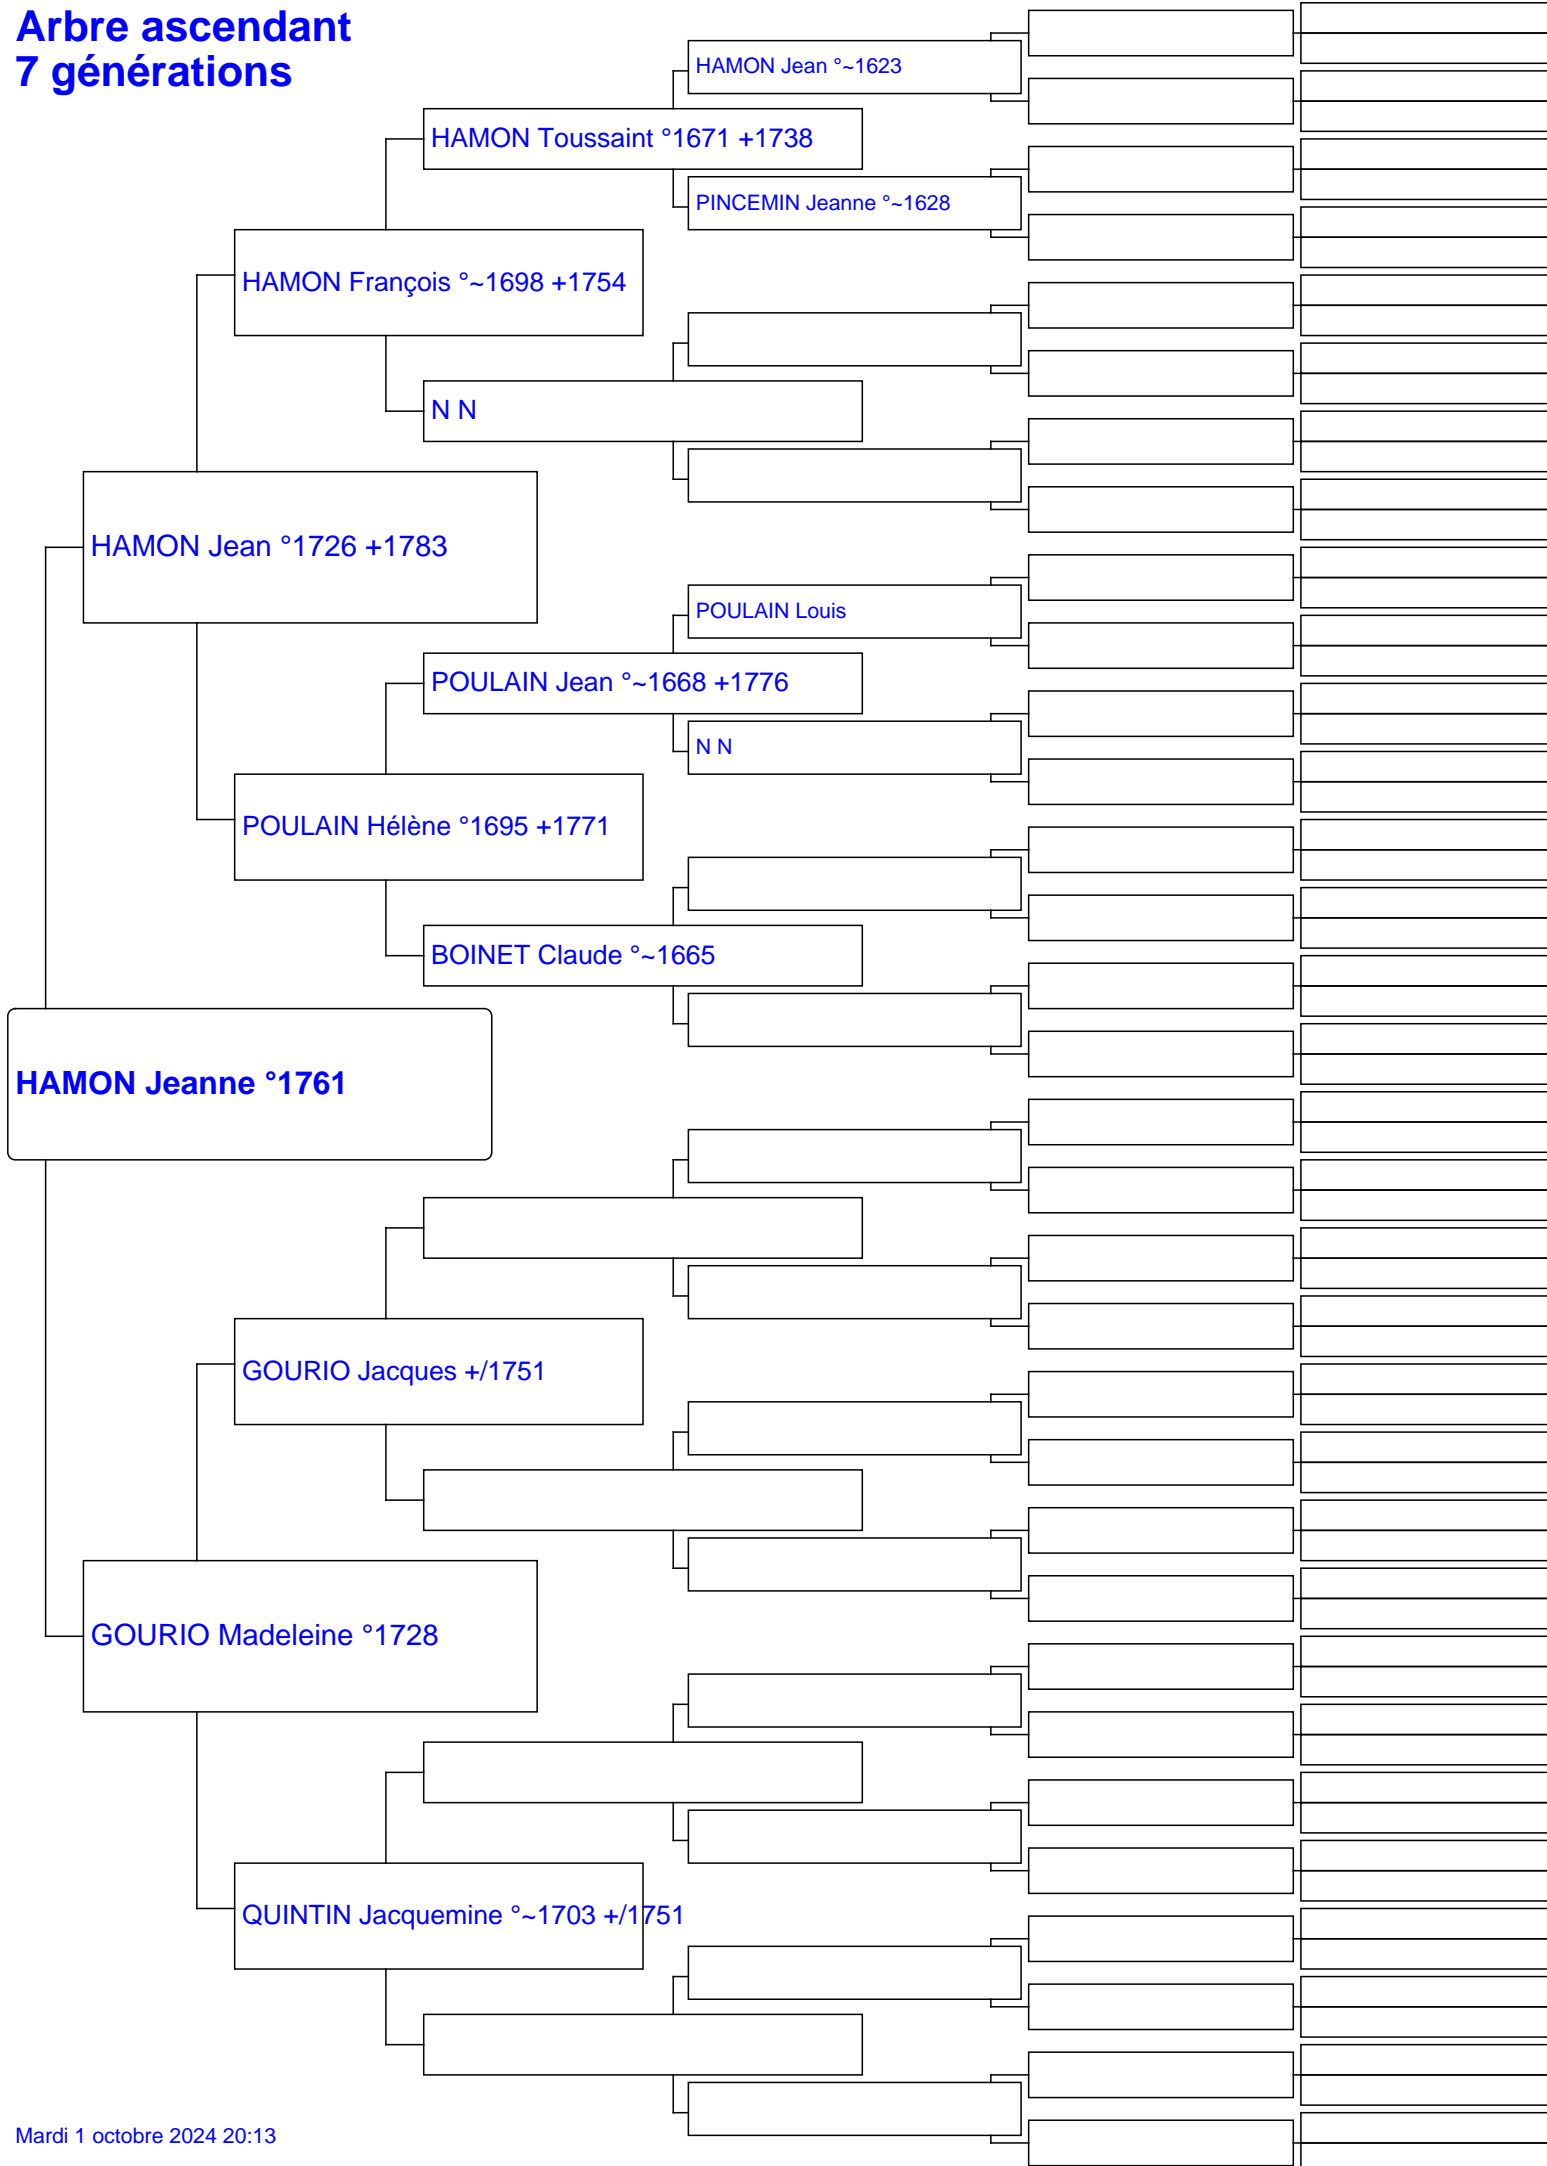 Arbre ascendant
7 générations
HAMON Jean °~1623
HAMON Toussaint °1671 +1738
PINCEMIN Jeanne °~1628
HAMON François °~1698 +1754
N N
HAMON Jean °1726 +1783
POULAIN Louis
POULAIN Jean °~1668 +1776
N N
POULAIN Hélène °1695 +1771
BOINET Claude °~1665
HAMON Jeanne °1761
GOURIO Jacques +/1751
GOURIO Madeleine °1728
QUINTIN Jacquemine °~1703 +/1751
Mardi 1 octobre 2024 20:13